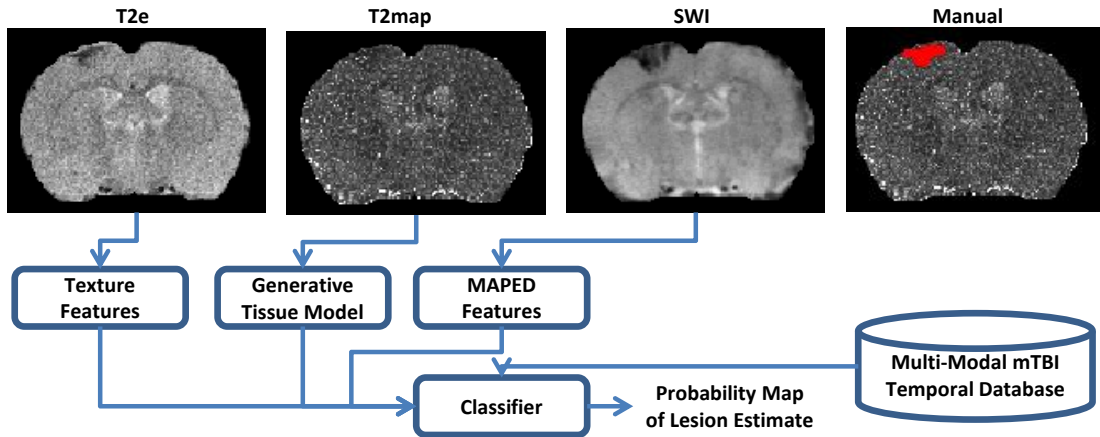 T2e
T2map
SWI
Manual
Texture
Features
Generative
Tissue Model
MAPED
Features
Multi-Modal mTBI
Temporal Database
Classifier
Probability Map
of Lesion Estimate